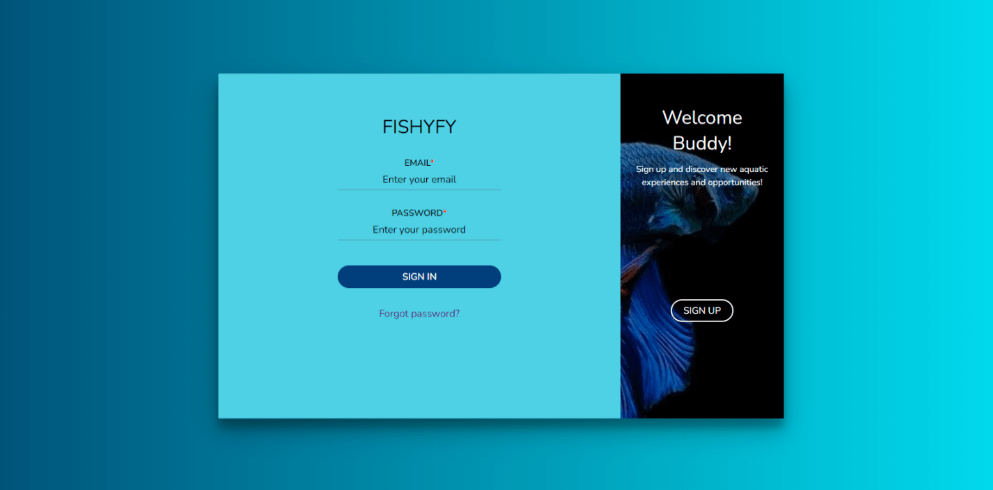 FISHYFY
EMAIL*
Enter your email
PASSWORD*
Enter your password
SIGN IN
Forgot password?
Welcome
Buddy!
Sign up and discover new aquatic
experiences and opportunities!
SIGN UP